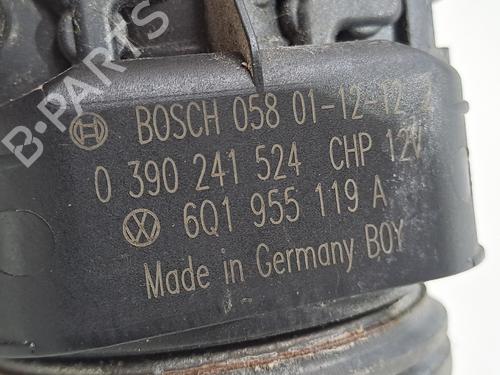 BOSCH 058 01-12-12 2
0 390 241 524 CHP 12V
6Q1 955 119 A
Made in Germany BOY
B-Parts